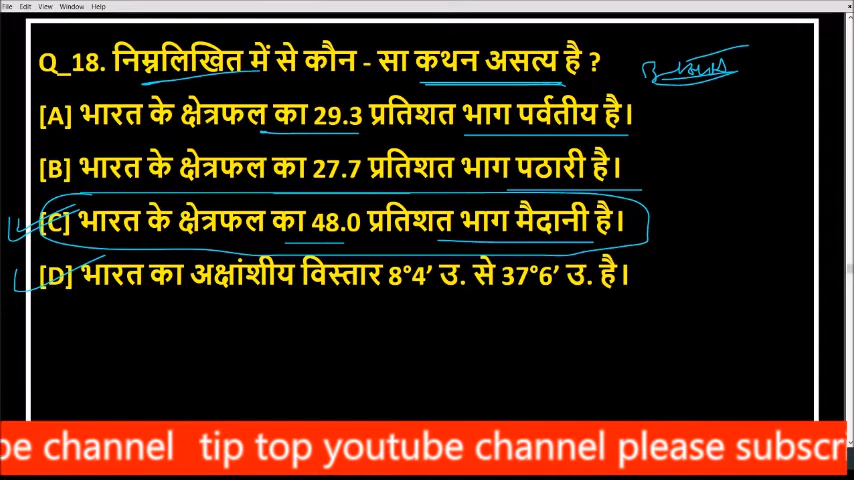 File Edit View Window Help
Q_18. निम्नलिखित में से कौन - सा कथन असत्य है ?
[A] भारत के क्षेत्रफल का 29.3 प्रतिशत भाग पर्वतीय है।
[B] भारत के क्षेत्रफल का 27.7 प्रतिशत भाग पठारी है।
[C] भारत के क्षेत्रफल का 48.0 प्रतिशत भाग मैदानी है।
[D] भारत का अक्षांशीय विस्तार 8°4’ उ. से 37°6’ उ. है।
be channel tip top youtube channel please subscr